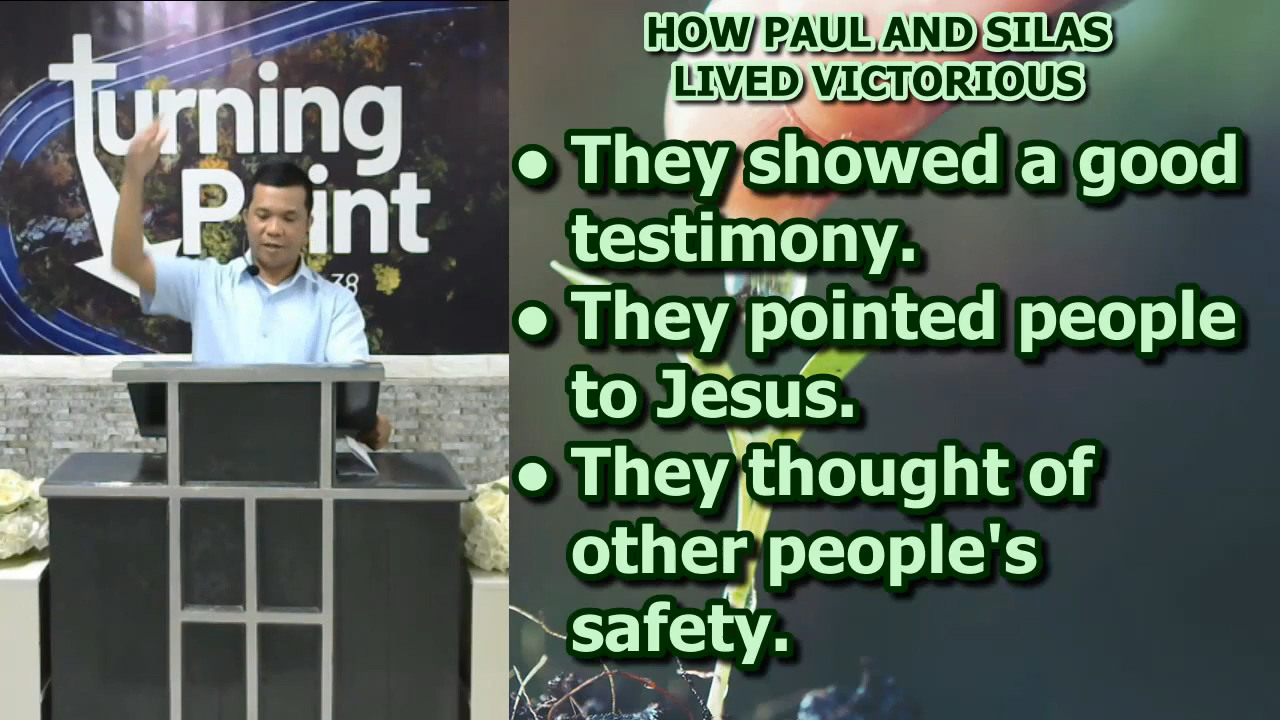 turning
Point
38
HOW PAUL AND SILAS
LIVED VICTORIOUS
• They showed a good
testimony.
• They pointed people
to Jesus.
• They thought of
other people's
safety.